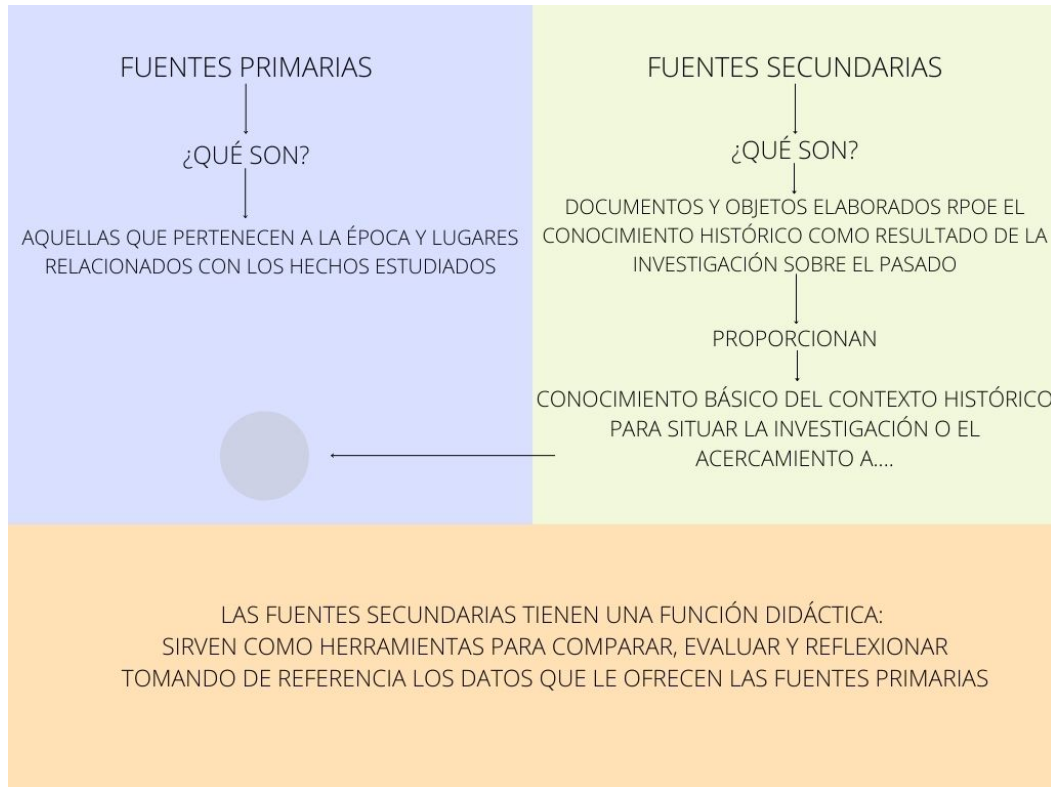 FUENTES PRIMARIAS
¿QUÉ SON?
AQUELLAS QUE PERTENECEN A LA ÉPOCA Y LUGARES
RELACIONADOS CON LOS HECHOS ESTUDIADOS
FUENTES SECUNDARIAS
¿QUÉ SON?
DOCUMENTOS Y OBJETOS ELABORADOS RPOE EL
CONOCIMIENTO HISTÓRICO COMO RESULTADO DE LA
INVESTIGACIÓN SOBRE EL PASADO
PROPORCIONAN
CONOCIMIENTO BÁSICO DEL CONTEXTO HISTÓRICO
PARA SITUAR LA INVESTIGACIÓN O EL
ACERCAMIENTO A....
LAS FUENTES SECUNDARIAS TIENEN UNA FUNCIÓN DIDÁCTICA:
SIRVEN COMO HERRAMIENTAS PARA COMPARAR, EVALUAR Y REFLEXIONAR
TOMANDO DE REFERENCIA LOS DATOS QUE LE OFRECEN LAS FUENTES PRIMARIAS